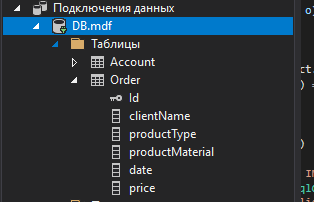 Подключения данных
DB.mdf
Таблицы
Account
Order
Id
clientName
productType
productMaterial
date
price